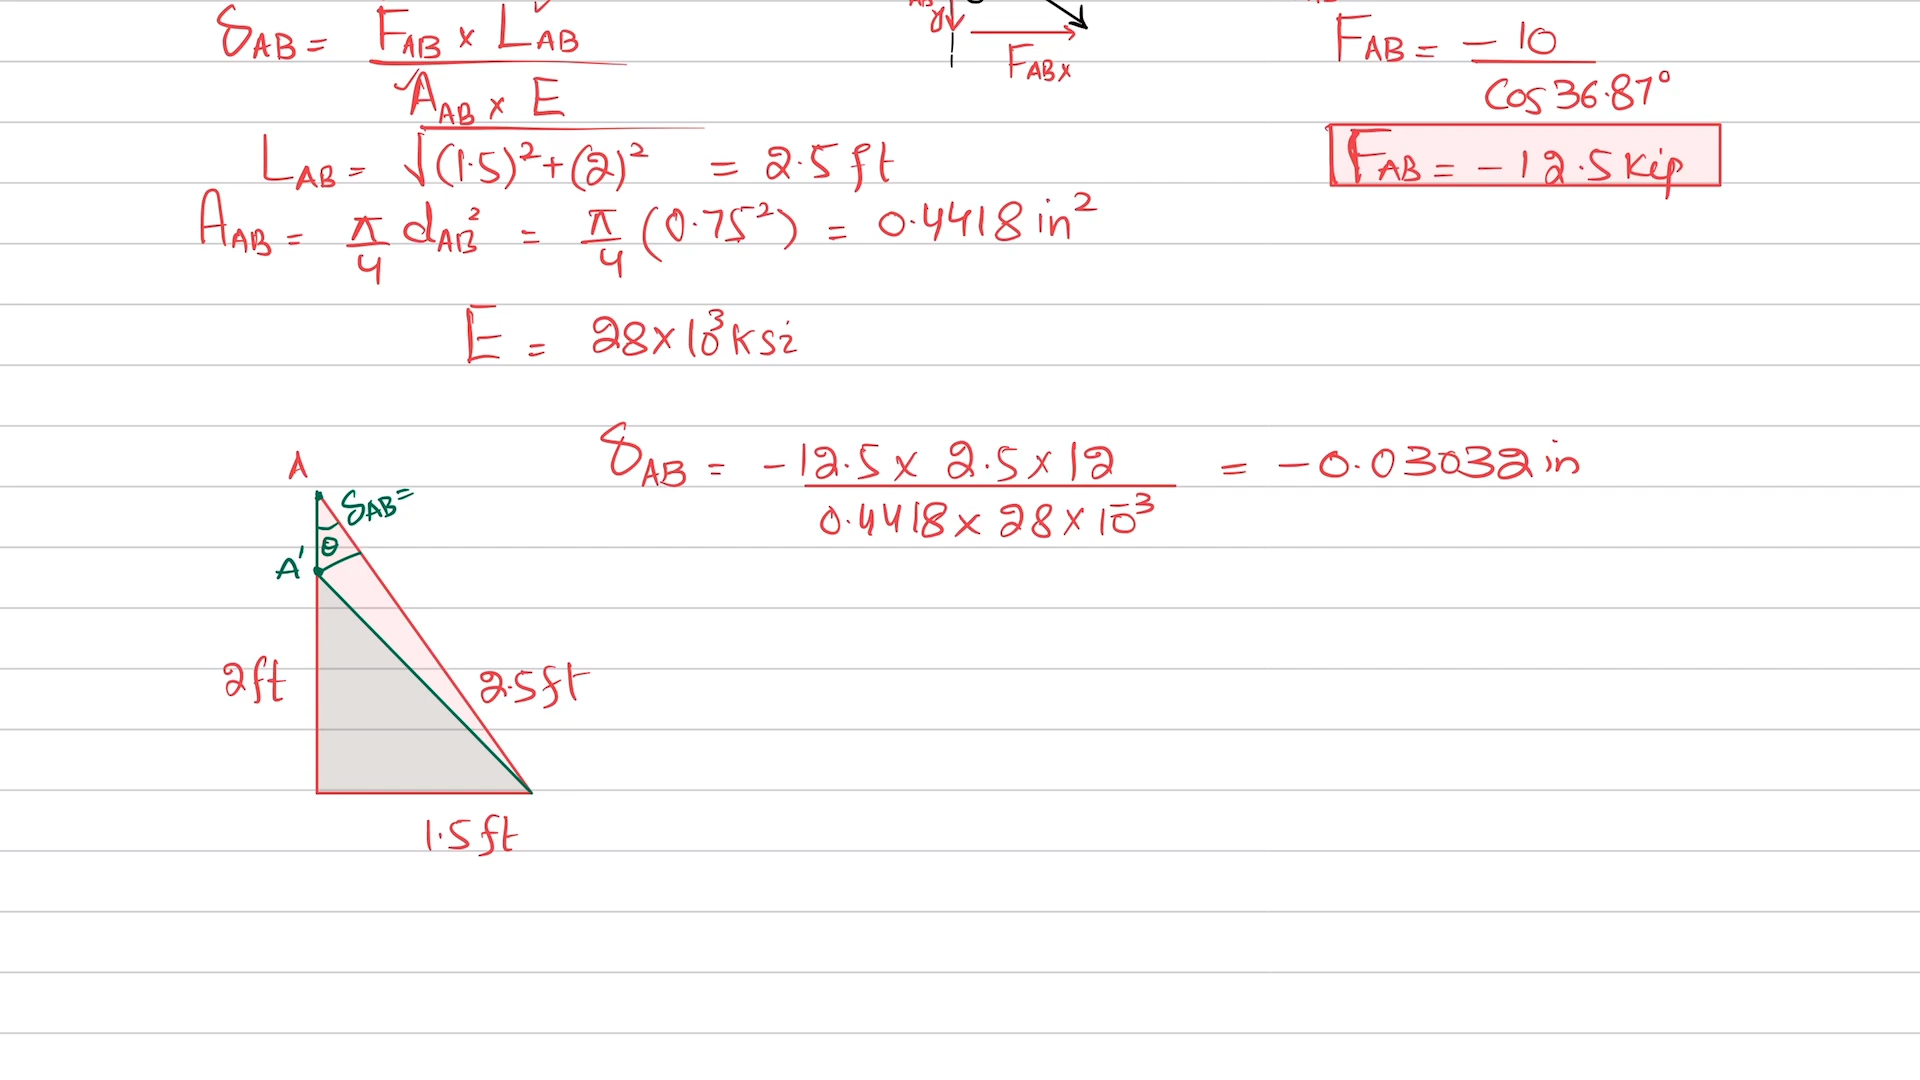 δAB = FAB × LAB / AAB × E
FABx
FAB = -10 / Cos 36.87°
LAB = √(1.5)²+(2)² = 2.5 ft
FAB = -12.5 Kip
AAB = π/4 dAB² = π/4 (0.75²) = 0.4418 in²
E = 28×10³ ksi
δAB = -12.5 × 2.5 × 12 / 0.4418 × 28 × 10³ = -0.03032 in
A
δAB=
θ
A'
2ft
2.5ft
1.5ft